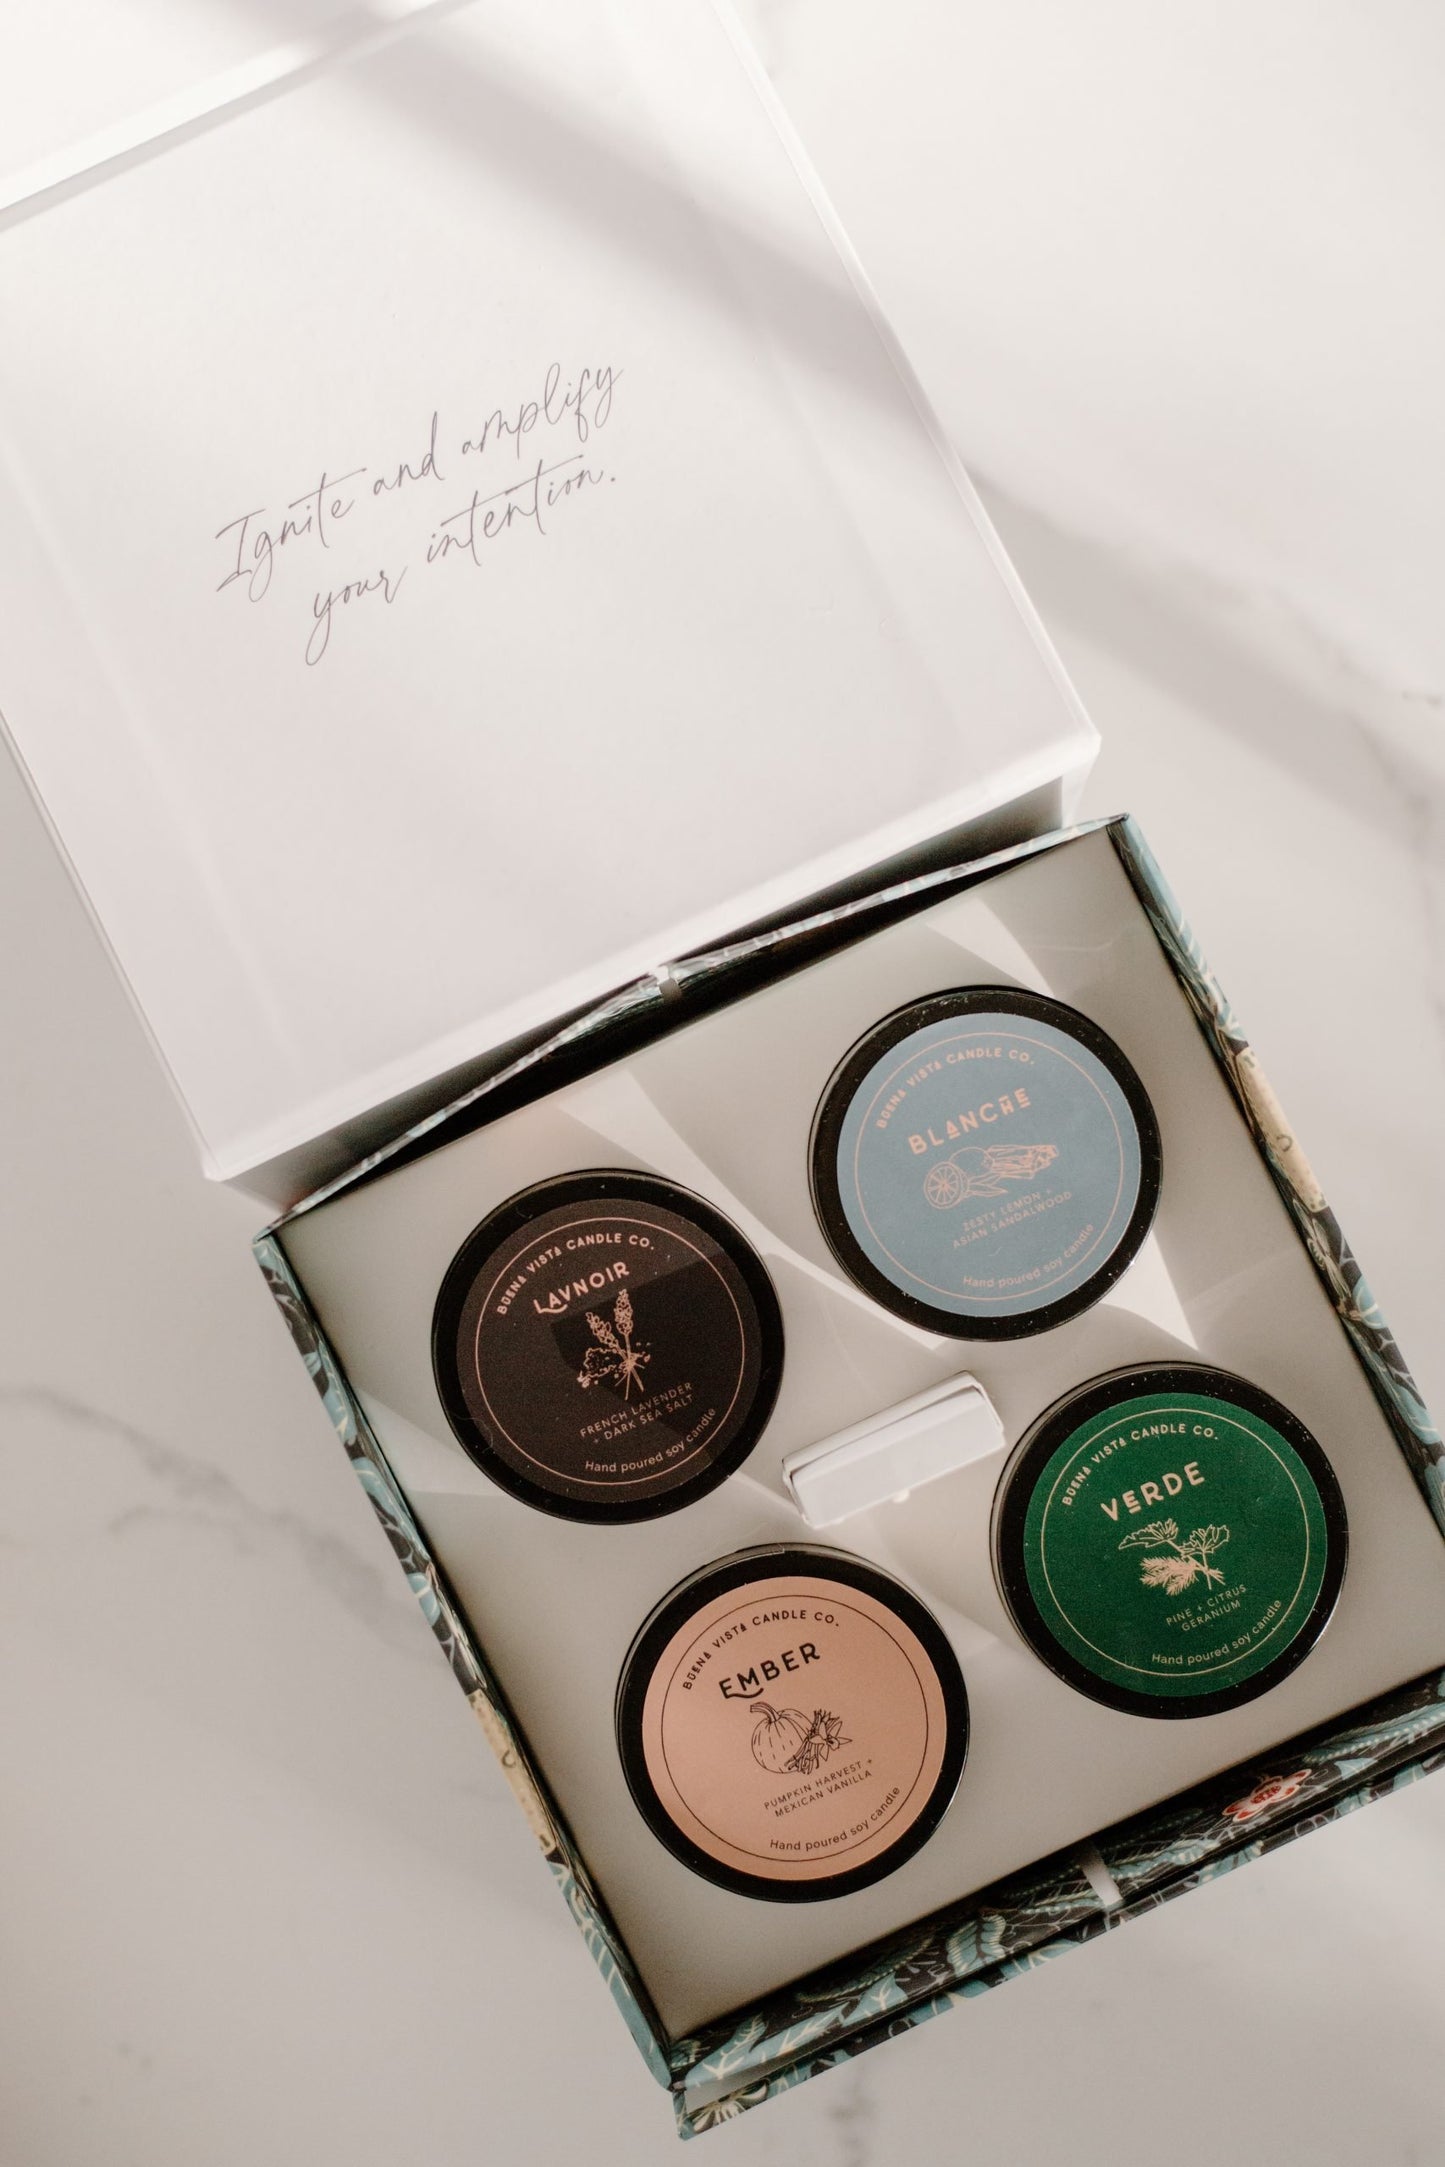 Ignite and amplify
your intention.
BUENA VISTA CANDLE CO.
BLANCHE
ZESTY LEMON +
ASIAN SANDALWOOD
Hand poured soy candle
BUENA VISTA CANDLE CO.
LAVNOIR
FRENCH LAVENDER
+ DARK SEA SALT
Hand poured soy candle
BUENA VISTA CANDLE CO.
VERDE
PINE + CITRUS
GERANIUM
Hand poured soy candle
BUENA VISTA CANDLE CO.
EMBER
PUMPKIN HARVEST +
MEXICAN VANILLA
Hand poured soy candle